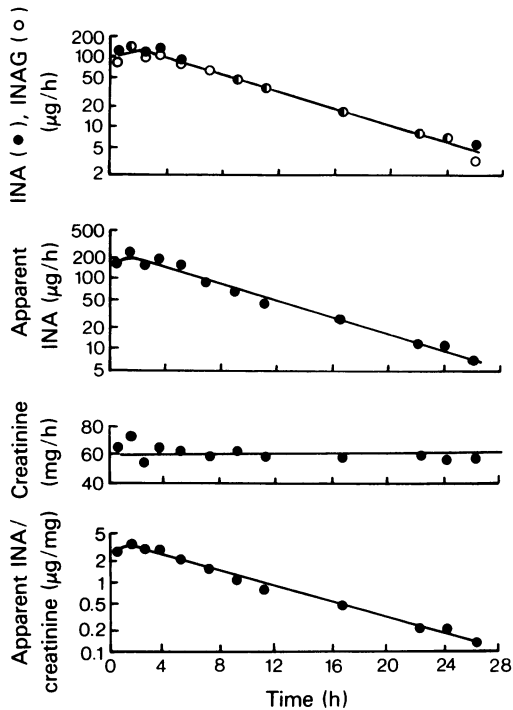 INA (●), INAG (○)
(μg/h)
200
100
50
20
10
5
2
Apparent
INA (μg/h)
500
200
100
50
20
10
5
Creatinine
(mg/h)
80
60
40
Apparent INA/
creatinine (μg/mg)
5
2
1
0.5
0.2
0.1
0 4 8 12 16 20 24 28
Time (h)